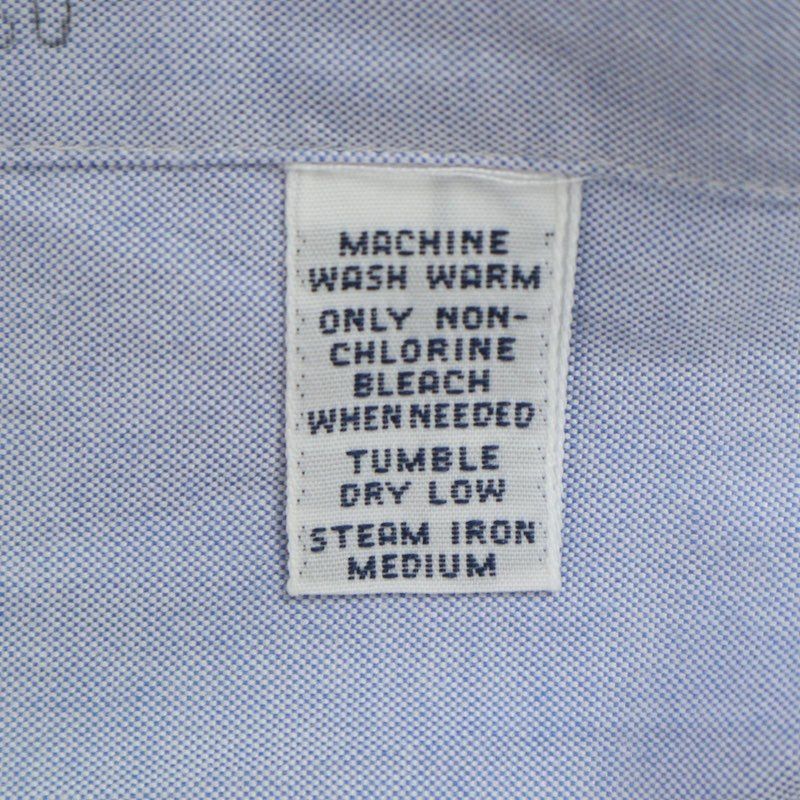 MACHINE
WASH WARM
ONLY NON-
CHLORINE
BLEACH
WHEN NEEDED
TUMBLE
DRY LOW
STEAM IRON
MEDIUM